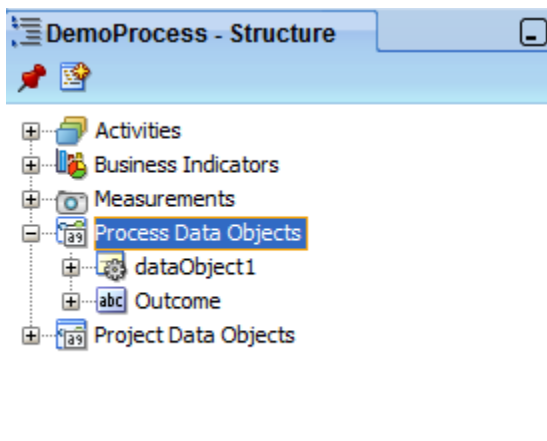 DemoProcess - Structure
Activities
Business Indicators
Measurements
Process Data Objects
dataObject1
abc Outcome
Project Data Objects